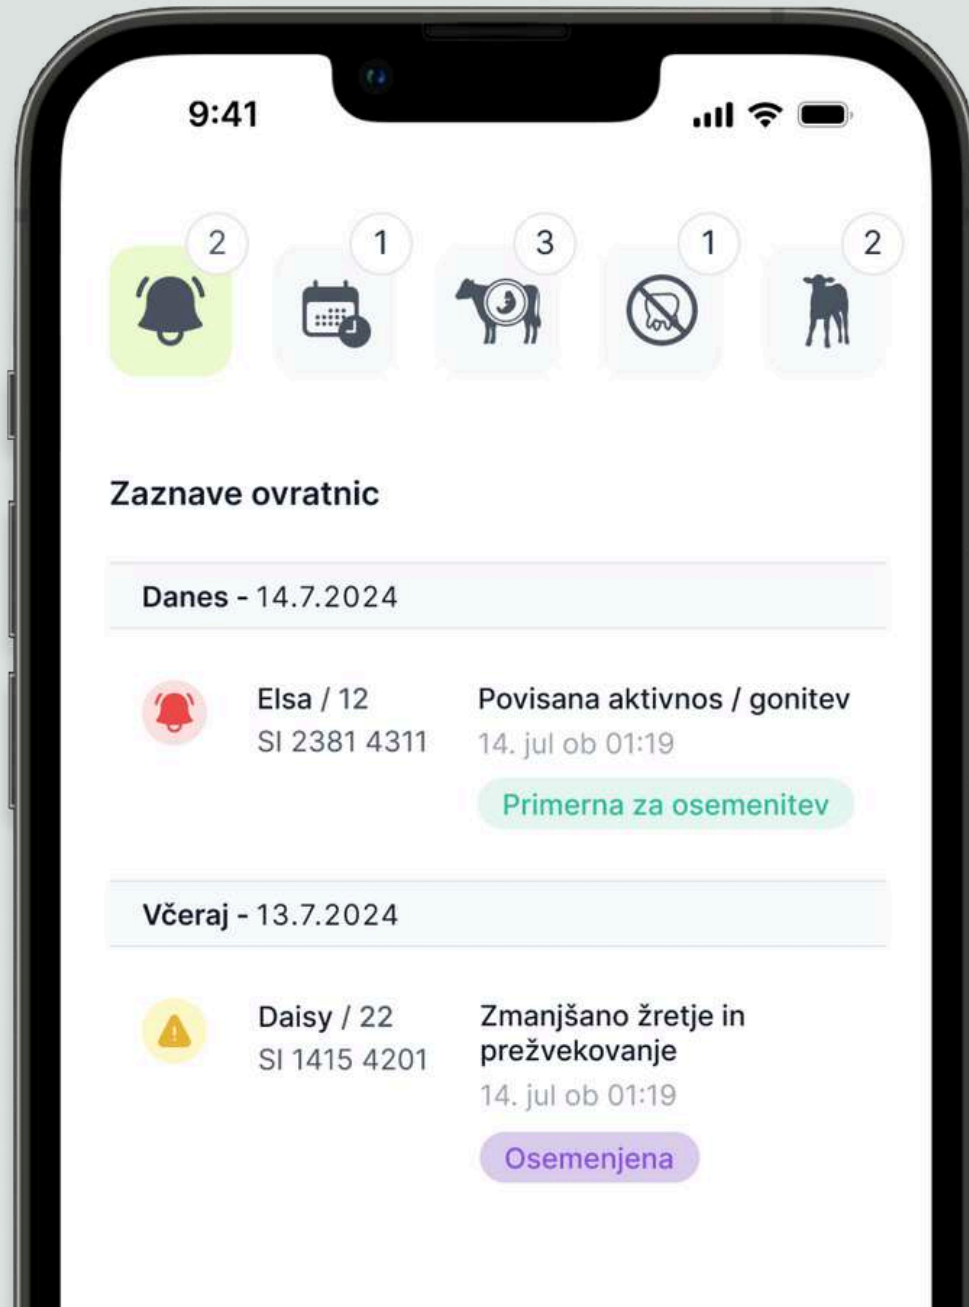 9:41
2
1
3
1
2
Zaznave ovratnic
Danes - 14.7.2024
Elsa / 12
SI 2381 4311
Povisana aktivnos / gonitev
14. jul ob 01:19
Primerna za osemenitev
Včeraj - 13.7.2024
Daisy / 22
SI 1415 4201
Zmanjšano žretje in
prežvekovanje
14. jul ob 01:19
Osemenjena